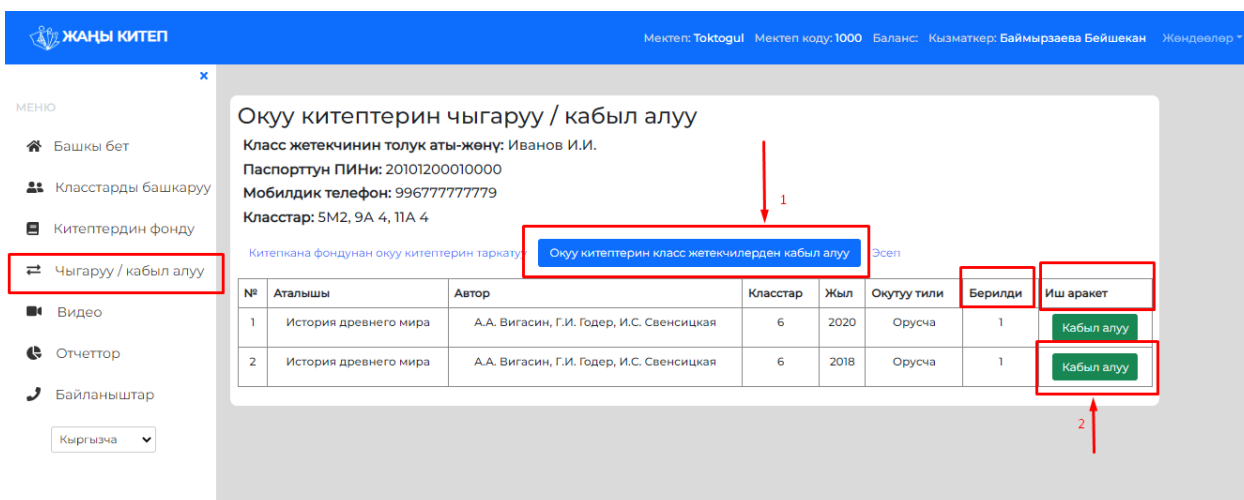 ЖАҢЫ КИТЕП
Мектеп: Toktogul Мектеп коду: 1000 Баланс: Кызматкер: Баймырзаева Бейшекан Жөндөөлөр
×
МЕНЮ
Башкы бет
Класстарды башкаруу
Китептердин фонду
Чыгаруу / кабыл алуу
Видео
Отчеттор
Байланыштар
Кыргызча
Окуу китептерин чыгаруу / кабыл алуу
Класс жетекчинин толук аты-жөнү: Иванов И.И.
Паспорттун ПИНи: 20101200010000
Мобилдик телефон: 996777777779
Класстар: 5М2, 9А 4, 11А 4
1
Китепкана фондунан окуу китептерин таркатуу Окуу китептерин класс жетекчилерден кабыл алуу Эсеп
№ Аталышы Автор Класстар Жыл Окутуу тили Берилди Иш аракет
1 История древнего мира А.А. Вигасин, Г.И. Годер, И.С. Свенсицкая 6 2020 Орусча 1 Кабыл алуу
2 История древнего мира А.А. Вигасин, Г.И. Годер, И.С. Свенсицкая 6 2018 Орусча 1 Кабыл алуу
2